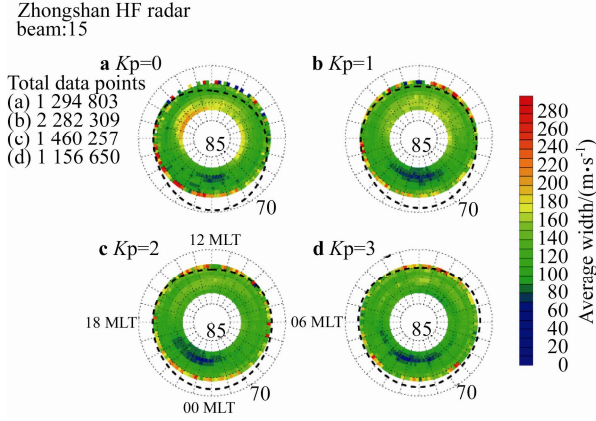 Zhongshan HF radar
beam:15
a Kp=0
b Kp=1
Total data points
(a) 1 294 803
(b) 2 282 309
(c) 1 460 257
(d) 1 156 650
85
85
70
70
c Kp=2
12 MLT
d Kp=3
18 MLT
85
06 MLT
85
70
70
00 MLT
280
260
240
220
200
180
160
140
120
100
80
60
40
20
0
Average width/(m•s⁻¹)